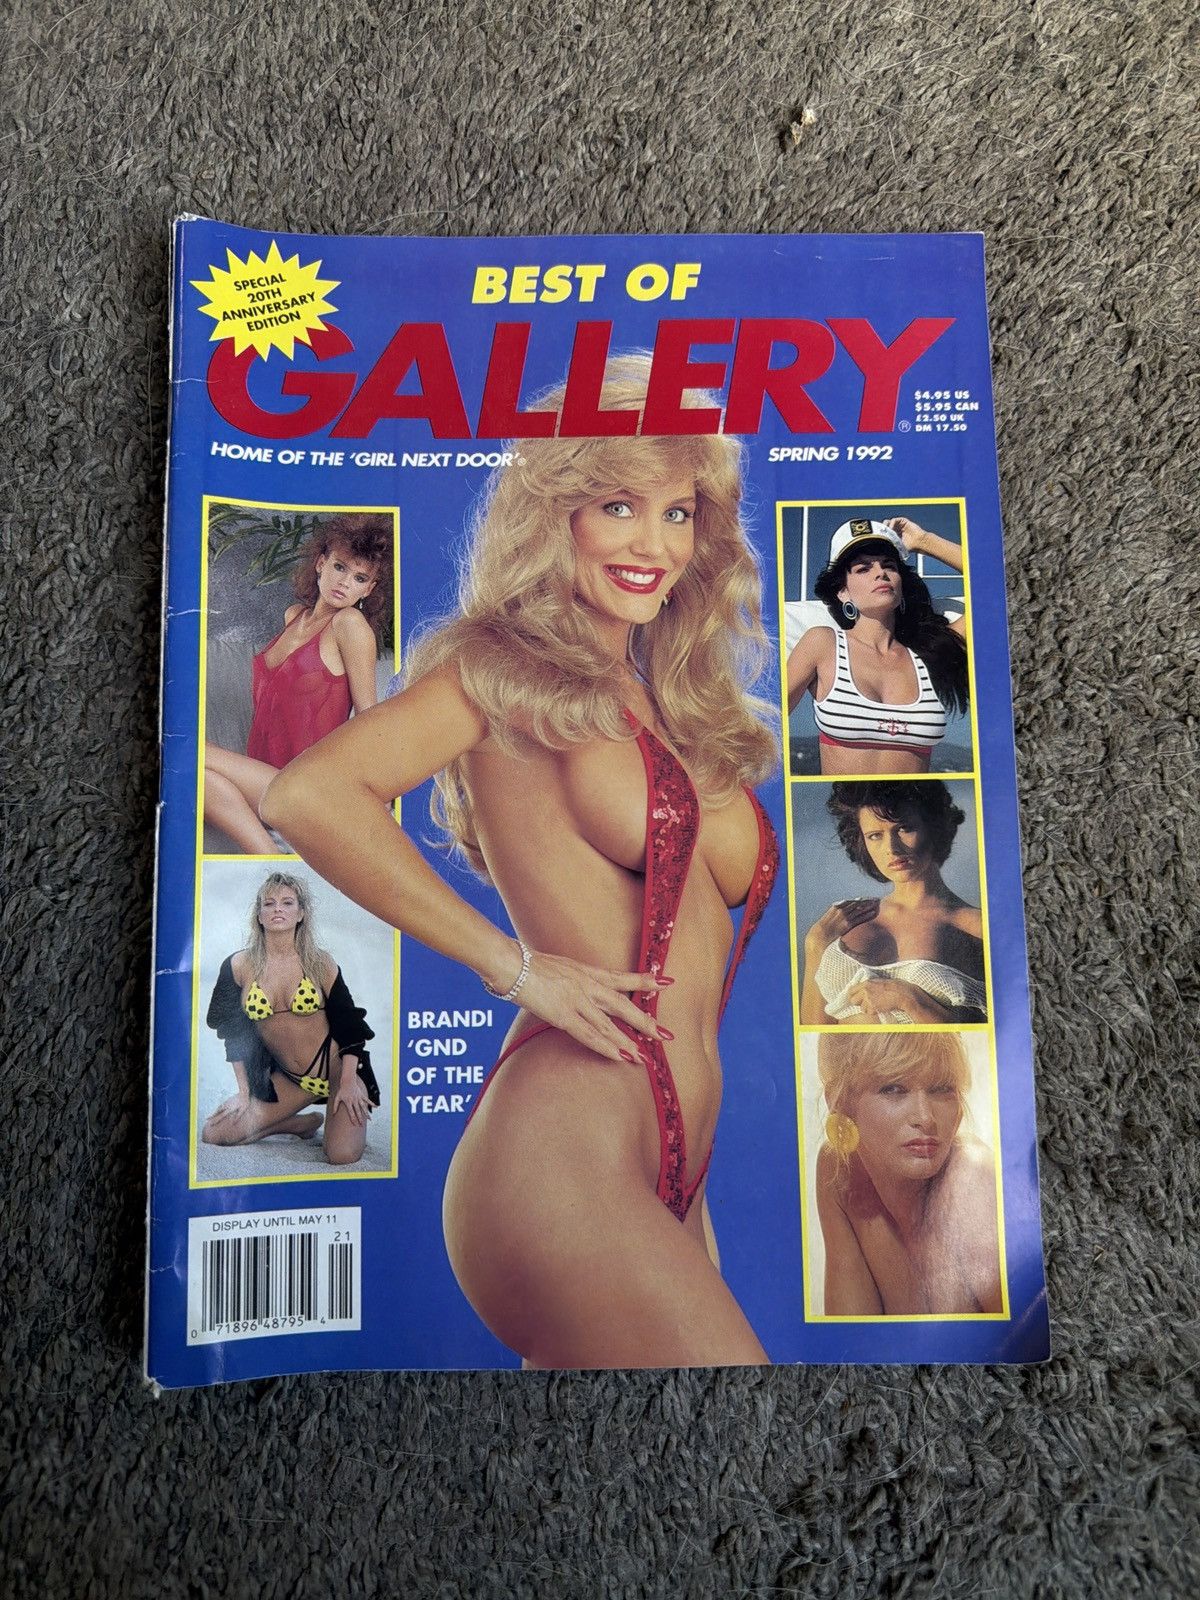 SPECIAL
20TH
ANNIVERSARY
EDITION
BEST OF
GALLERY®
$4.95 US
$5.95 CAN
£2.50 UK
DM 17.50
HOME OF THE 'GIRL NEXT DOOR'®
SPRING 1992
BRANDI
'GND
OF THE
YEAR'
DISPLAY UNTIL MAY 11
21
0 71896 48795 4